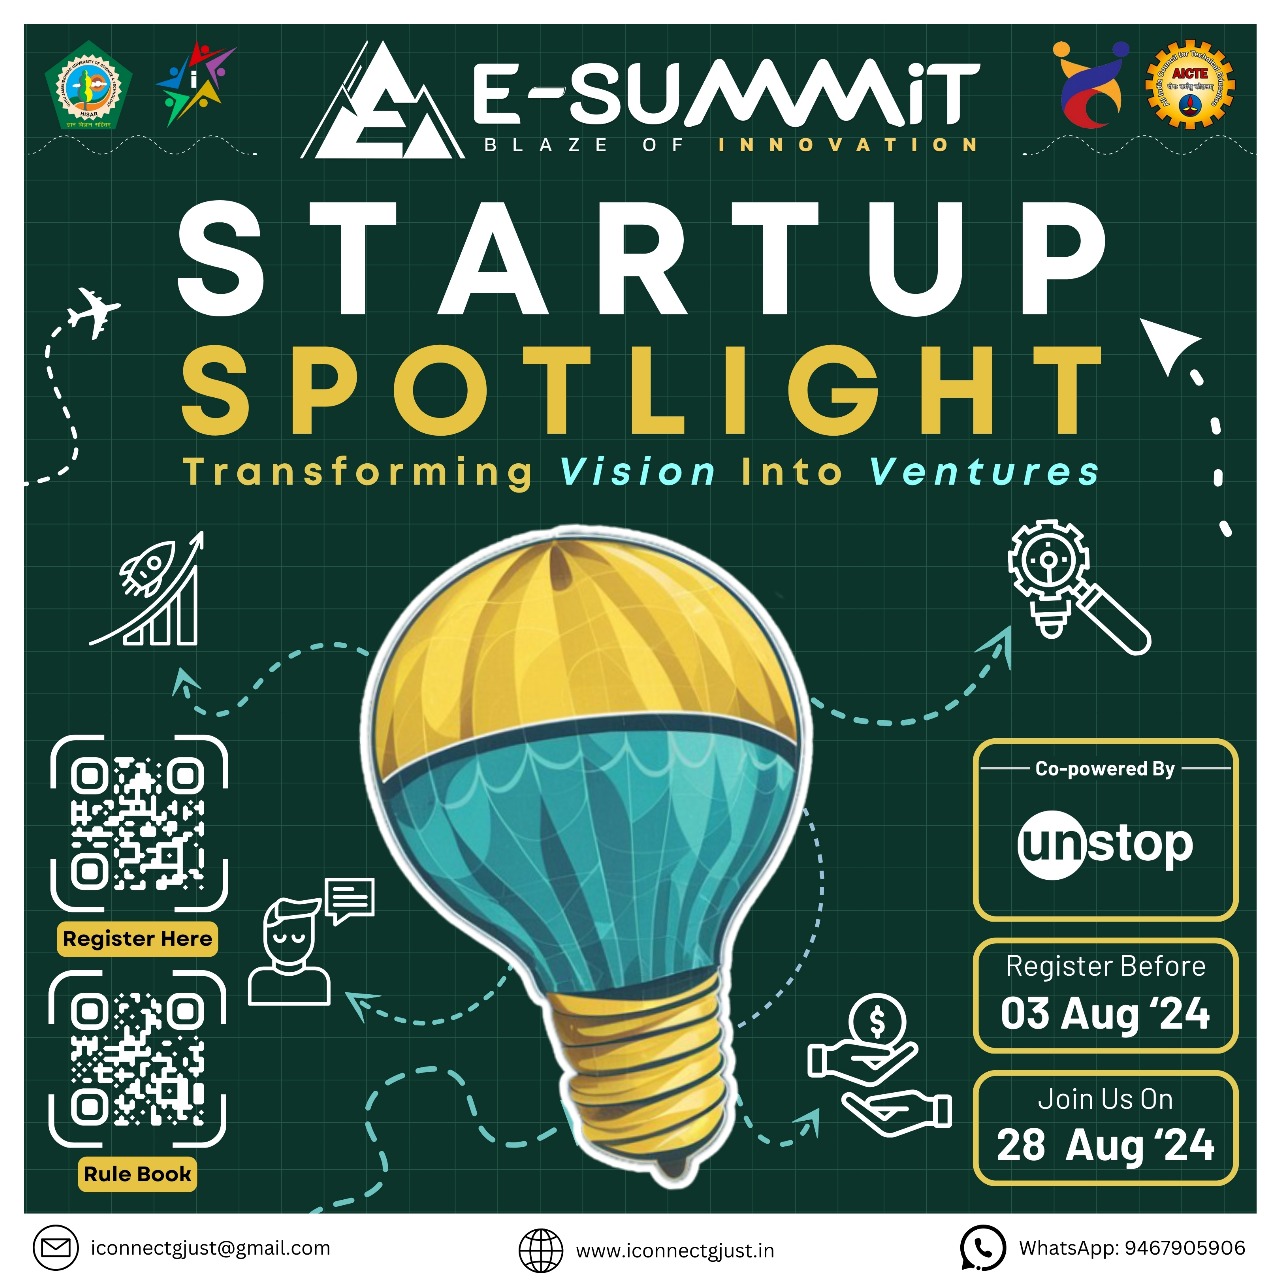 E-SUMMiT
BLAZE OF INNOVATION
AICTE
HISAR
STARTUP
SPOTLIGHT
Transforming Vision Into Ventures
Co-powered By
unstop
Register Here
Register Before
03 Aug ‘24
Join Us On
28 Aug ‘24
Rule Book
iconnectgjust@gmail.com
www.iconnectgjust.in
WhatsApp: 9467905906